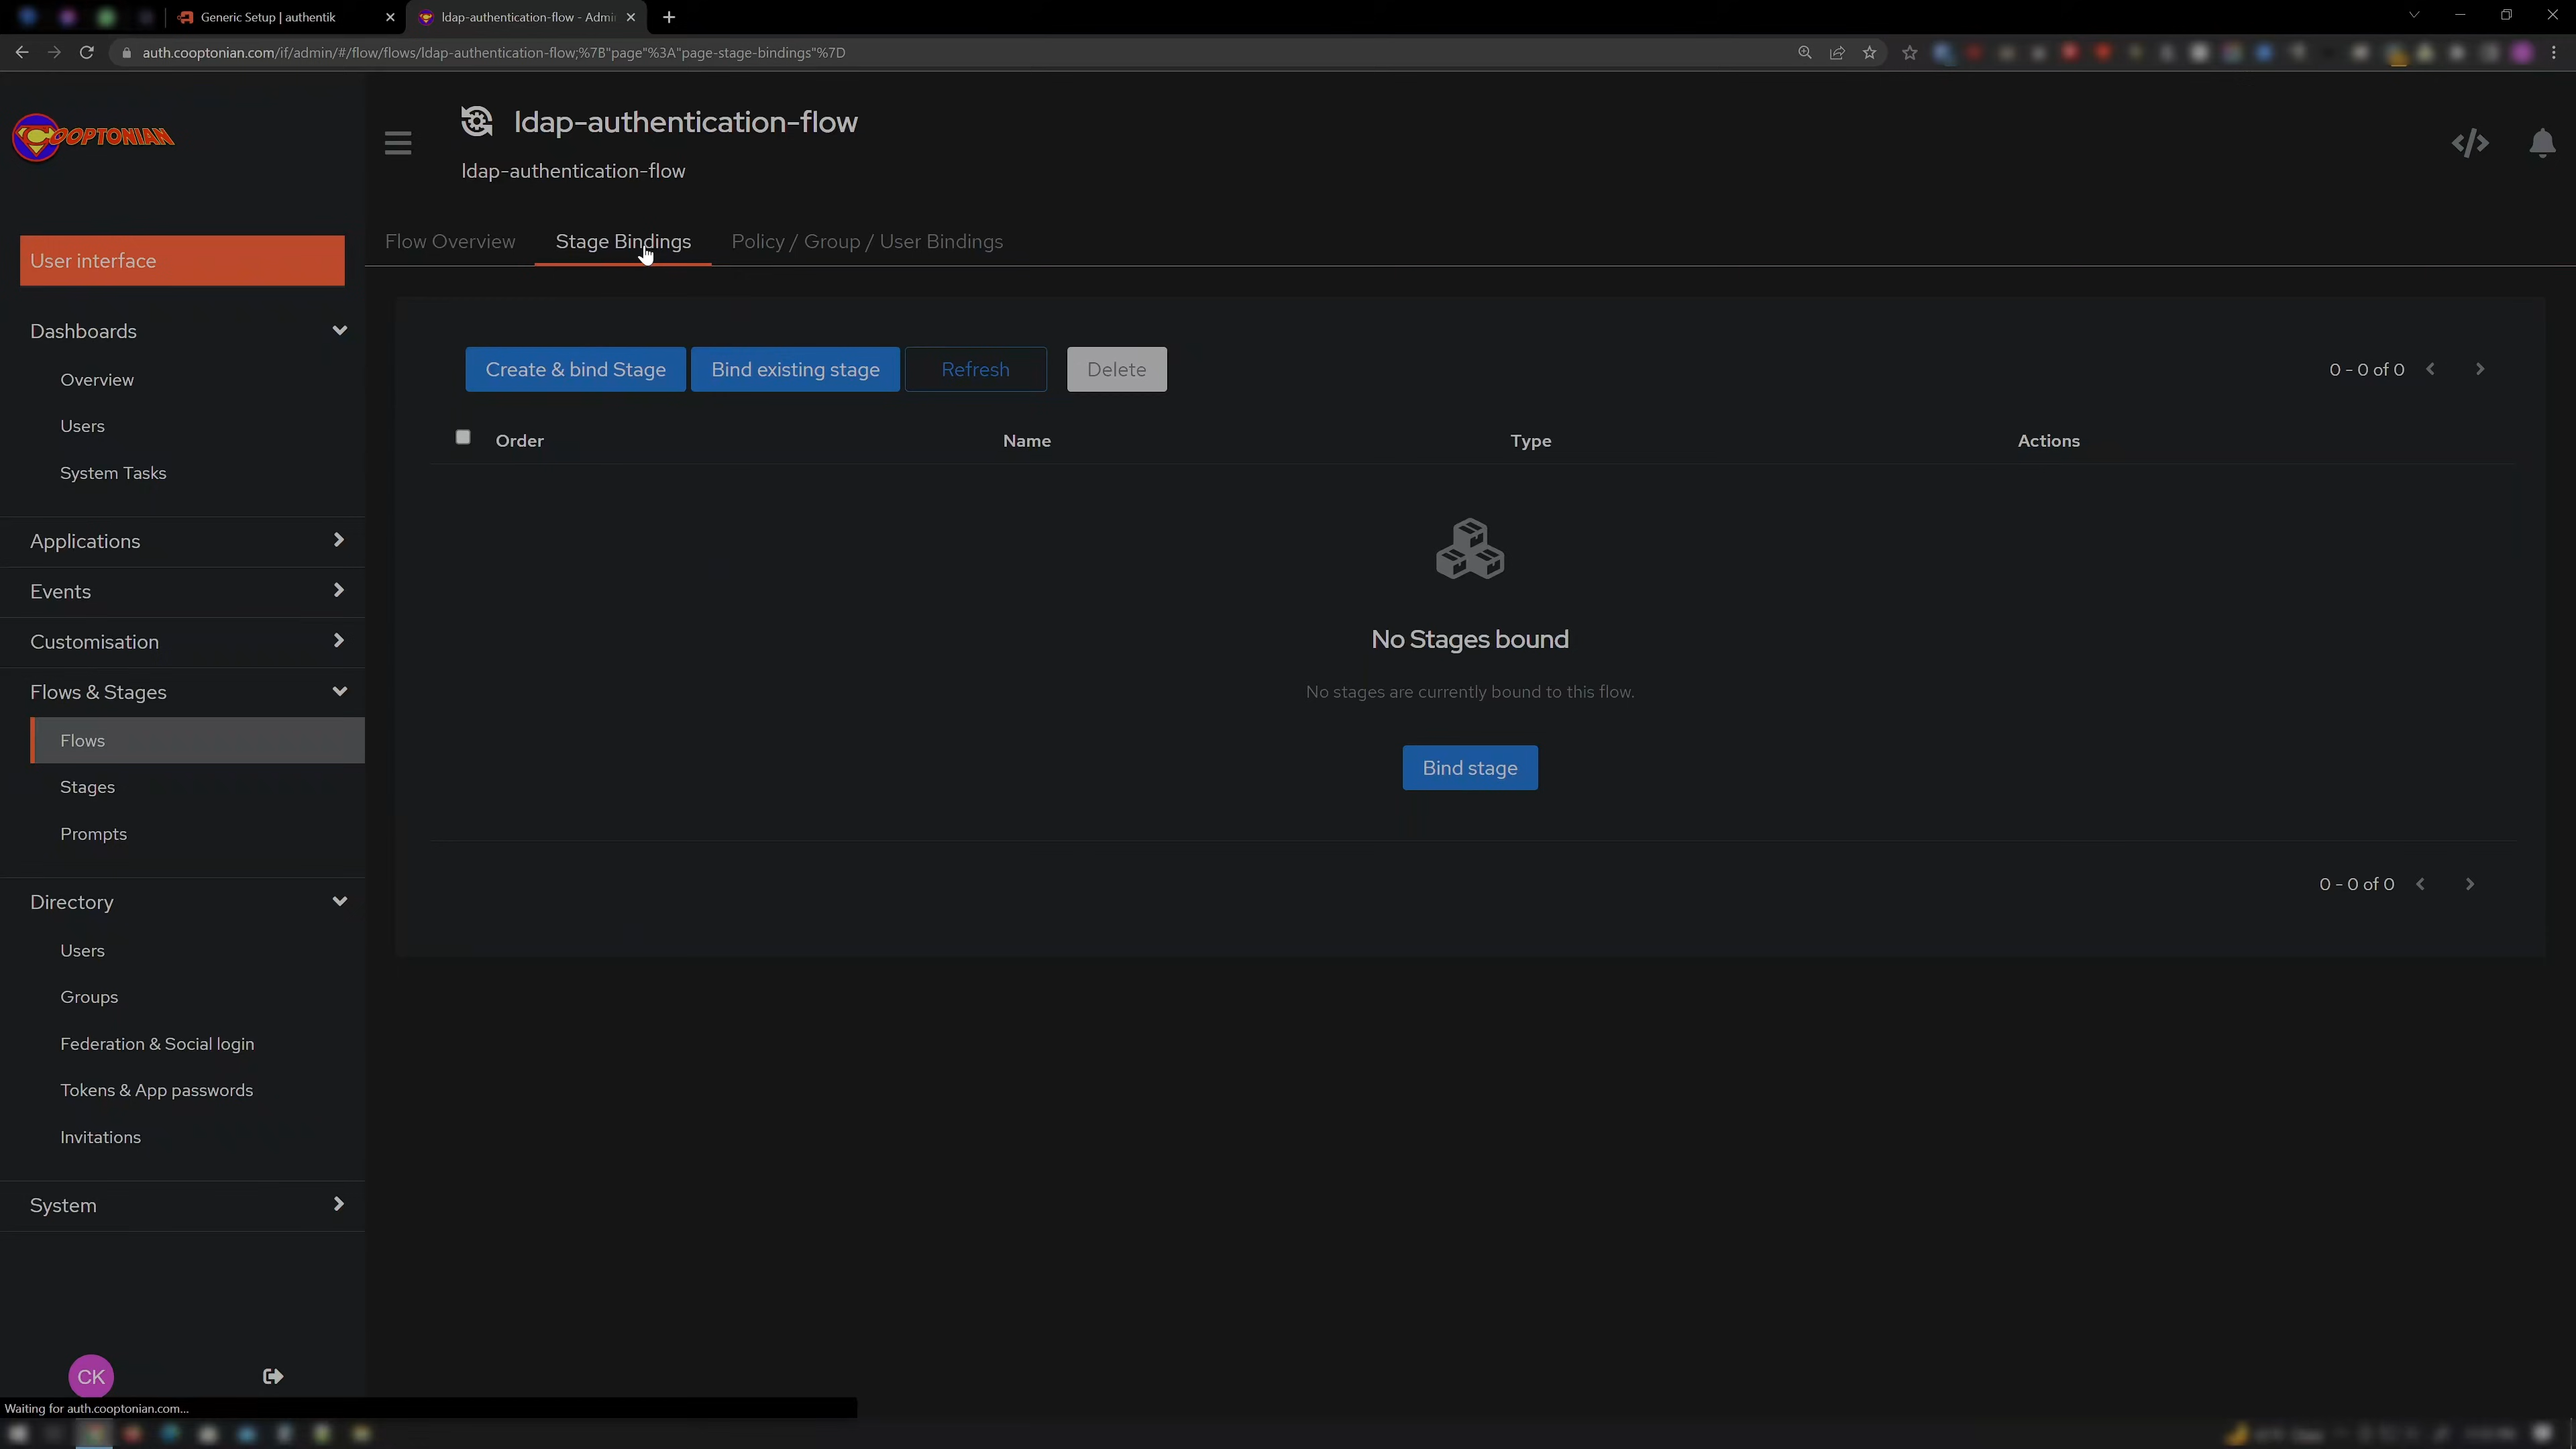 Generic Setup | authentik
ldap-authentication-flow - Admi
auth.cooptonian.com/if/admin/#/flow/flows/ldap-authentication-flow;%7B"page"%3A"page-stage-bindings"%7D
COOPTONIAN
ldap-authentication-flow
ldap-authentication-flow
Flow Overview
Stage Bindings
Policy / Group / User Bindings
User interface
Dashboards
Overview
Users
System Tasks
Applications
Events
Customisation
Flows & Stages
Flows
Stages
Prompts
Directory
Users
Groups
Federation & Social login
Tokens & App passwords
Invitations
System
CK
Create & bind Stage
Bind existing stage
Refresh
Delete
0 - 0 of 0
Order
Name
Type
Actions
No Stages bound
No stages are currently bound to this flow.
Bind stage
0 - 0 of 0
Waiting for auth.cooptonian.com...